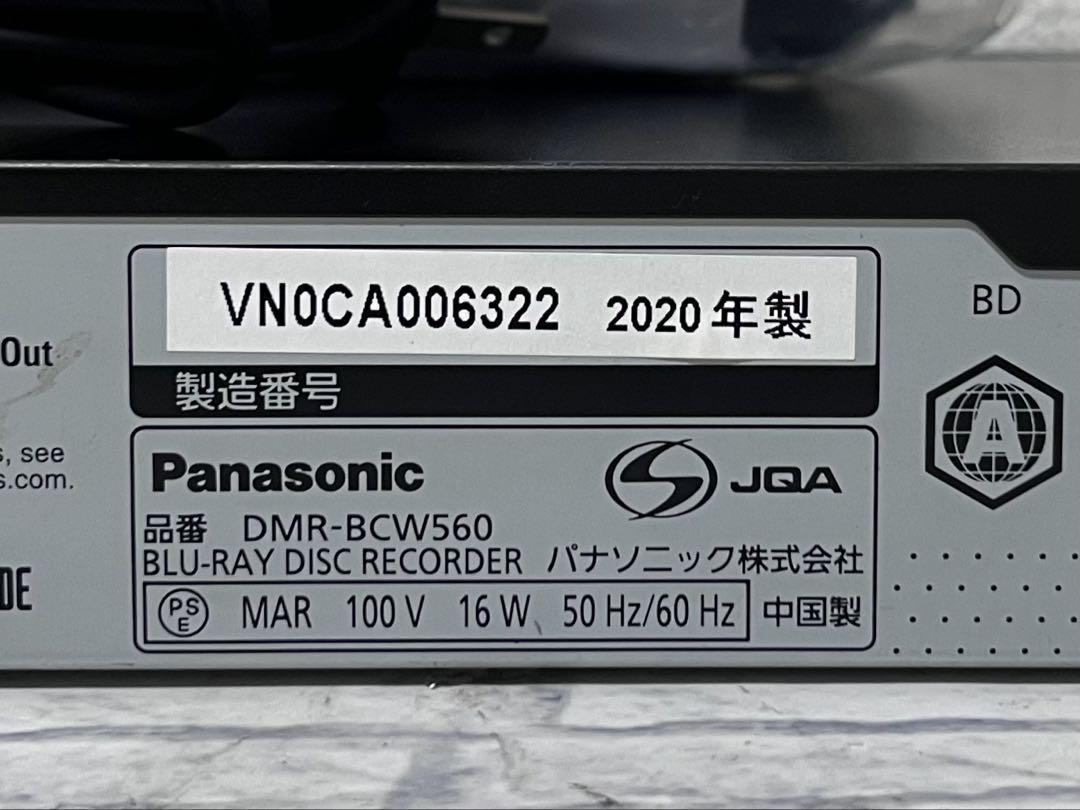 VN0CA006322 2020年製
製造番号
BD
A
Out
s, see
s.com.
DE
Panasonic JQA
品番 DMR-BCW560
BLU-RAY DISC RECORDER パナソニック株式会社
PSE MAR 100 V 16 W 50 Hz/60 Hz 中国製